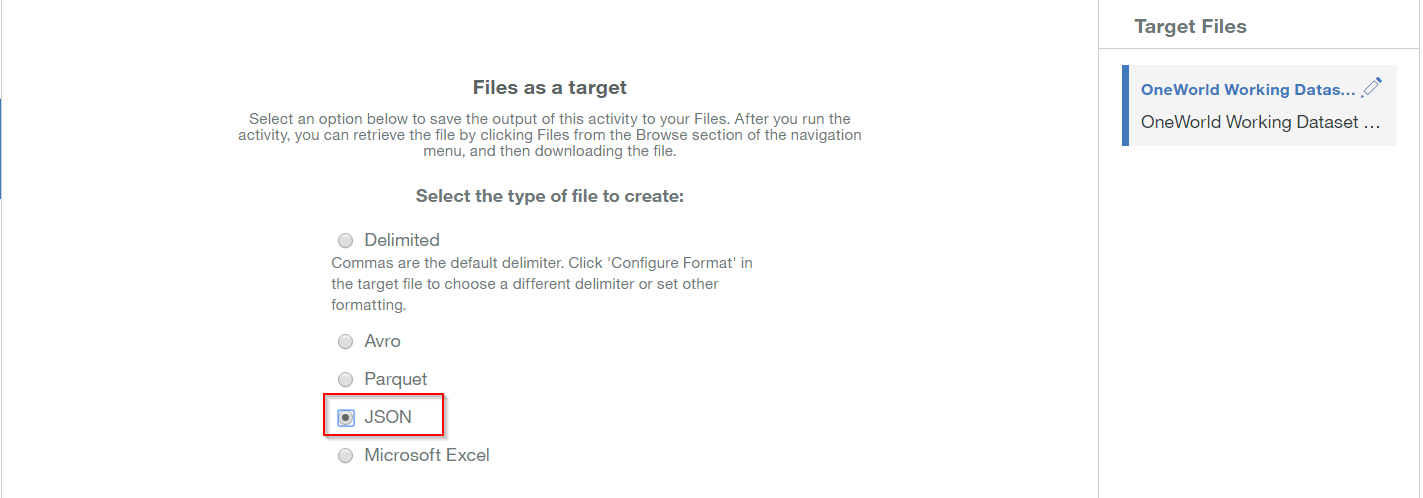 Target Files
OneWorld Working Datas...
OneWorld Working Dataset ...
Files as a target
Select an option below to save the output of this activity to your Files. After you run the
activity, you can retrieve the file by clicking Files from the Browse section of the navigation
menu, and then downloading the file.
Select the type of file to create:
Delimited
Commas are the default delimiter. Click 'Configure Format' in
the target file to choose a different delimiter or set other
formatting.
Avro
Parquet
JSON
Microsoft Excel